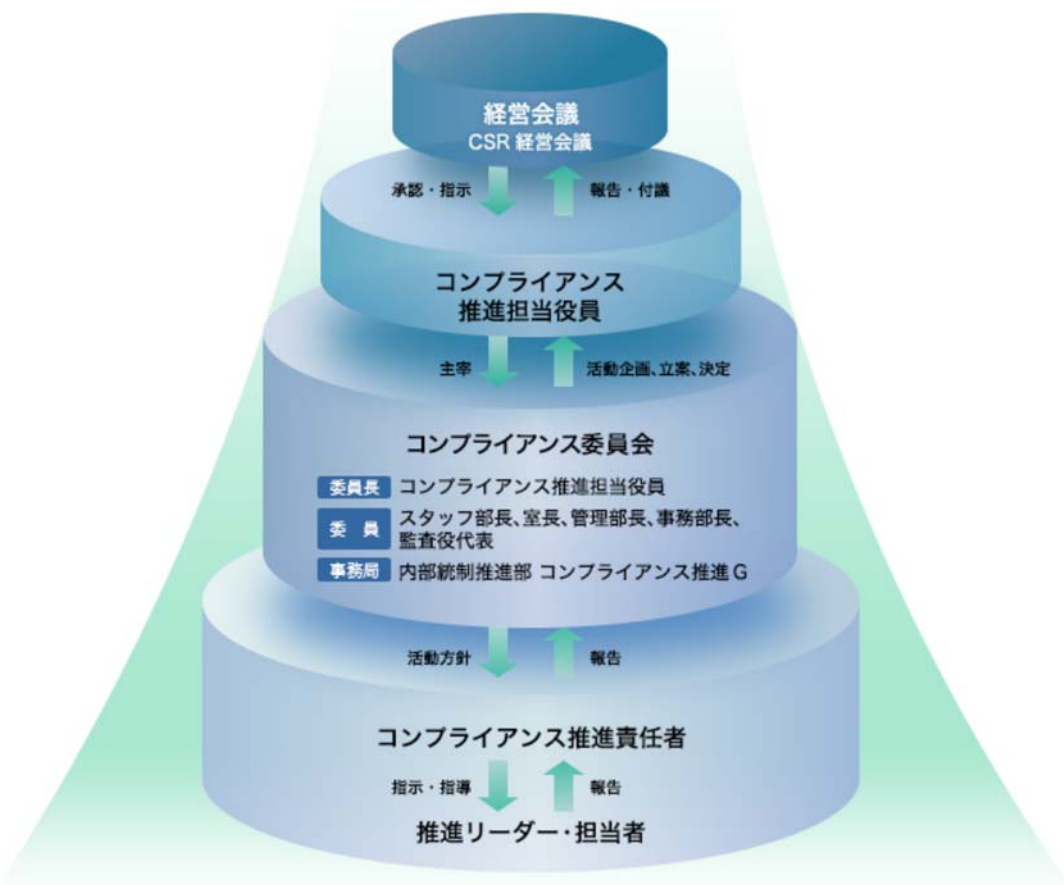 経営会議
CSR 経営会議
承認・指示
報告・付議
コンプライアンス
推進担当役員
主宰
活動企画、立案、決定
コンプライアンス委員会
委員長 コンプライアンス推進担当役員
委員 スタッフ部長、室長、管理部長、事務部長、
監査役代表
事務局 内部統制推進部 コンプライアンス推進G
活動方針
報告
コンプライアンス推進責任者
指示・指導
報告
推進リーダー・担当者